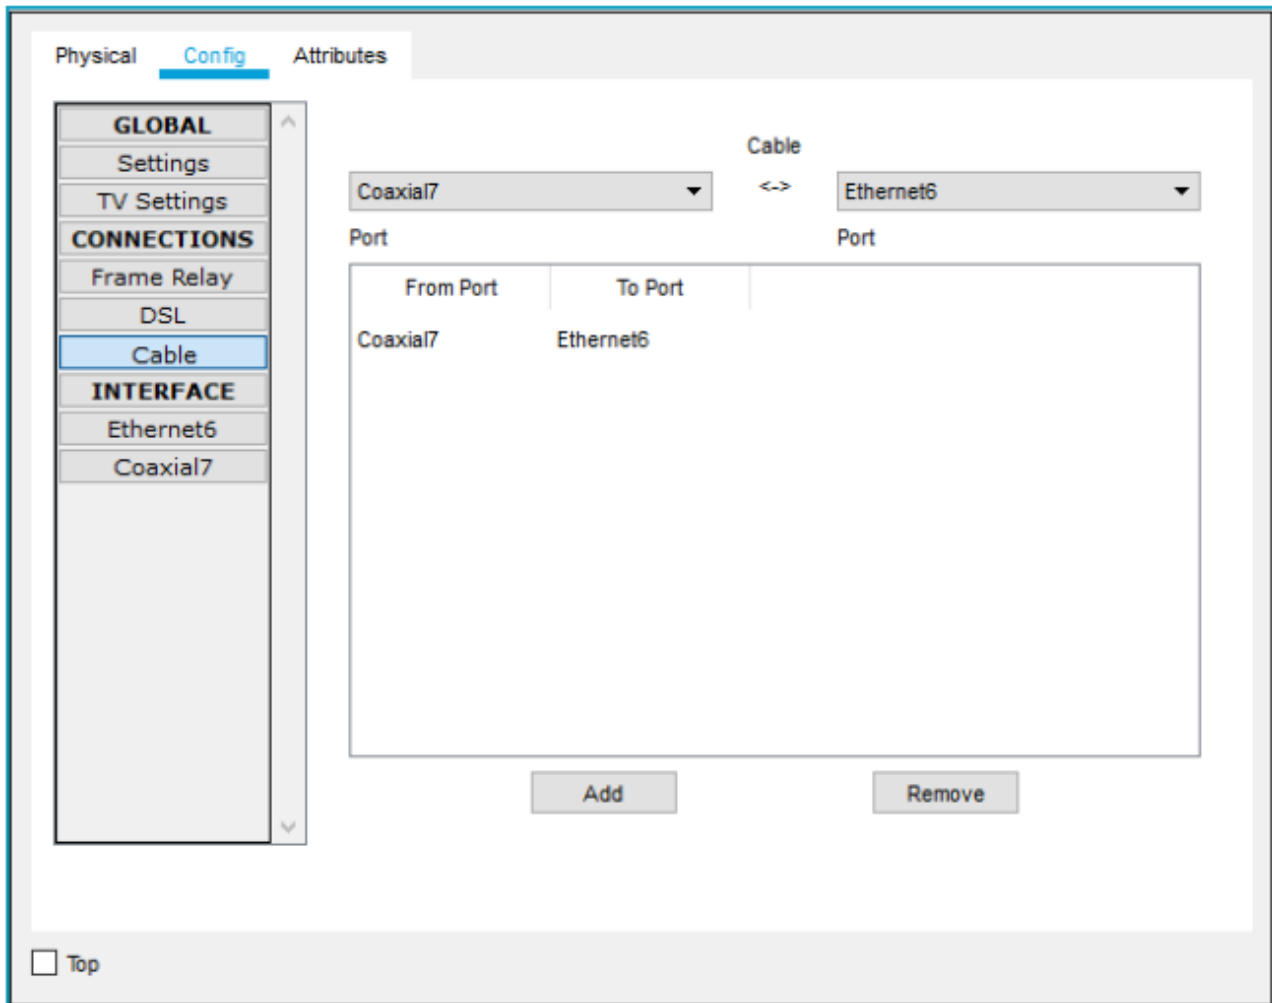 Physical Config Attributes
GLOBAL
Settings
TV Settings
CONNECTIONS
Frame Relay
DSL
Cable
INTERFACE
Ethernet6
Coaxial7
Cable
Coaxial7 <-> Ethernet6
Port Port
From Port To Port
Coaxial7 Ethernet6
Add Remove
Top